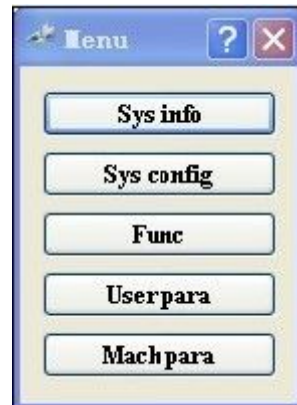 Menu
?
Sys info
Sys config
Func
Userpara
Machpara